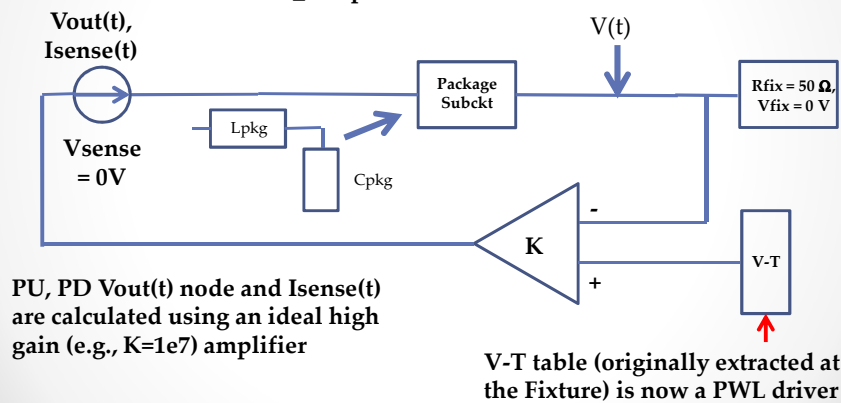 Vout(t),
Isense(t)
V(t)
Package
Subckt
Rfix = 50 Ω,
Vfix = 0 V
Lpkg
Vsense
= 0V
Cpkg
-
K
V-T
+
PU, PD Vout(t) node and Isense(t)
are calculated using an ideal high
gain (e.g., K=1e7) amplifier
V-T table (originally extracted at
the Fixture) is now a PWL driver